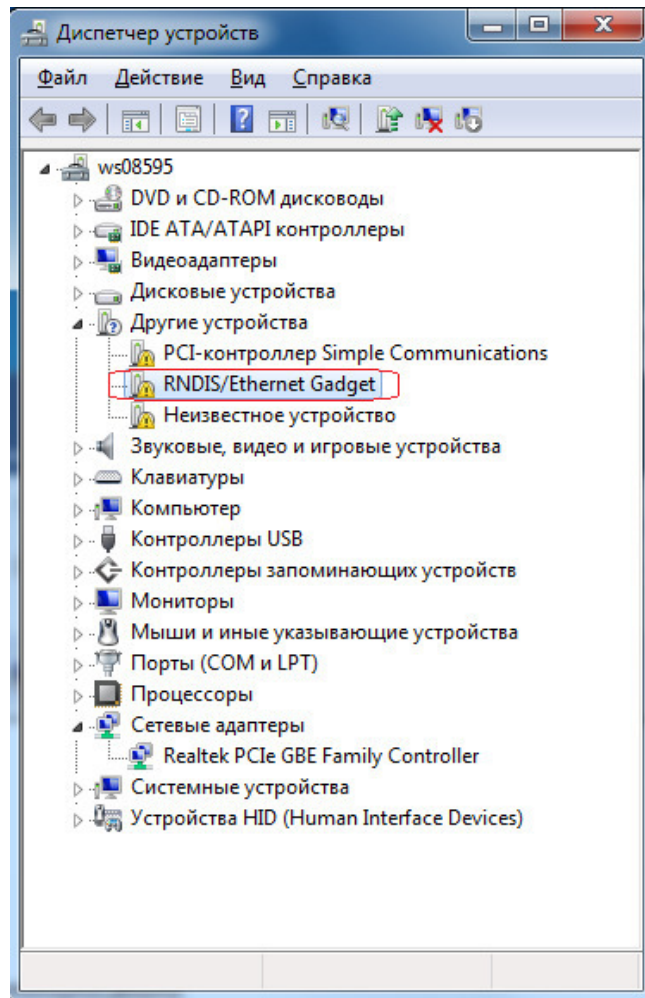 Диспетчер устройств
Файл Действие Вид Справка
ws08595
DVD и CD-ROM дисководы
IDE ATA/ATAPI контроллеры
Видеоадаптеры
Дисковые устройства
Другие устройства
PCI-контроллер Simple Communications
RNDIS/Ethernet Gadget
Неизвестное устройство
Звуковые, видео и игровые устройства
Клавиатуры
Компьютер
Контроллеры USB
Контроллеры запоминающих устройств
Мониторы
Мыши и иные указывающие устройства
Порты (COM и LPT)
Процессоры
Сетевые адаптеры
Realtek PCIe GBE Family Controller
Системные устройства
Устройства HID (Human Interface Devices)